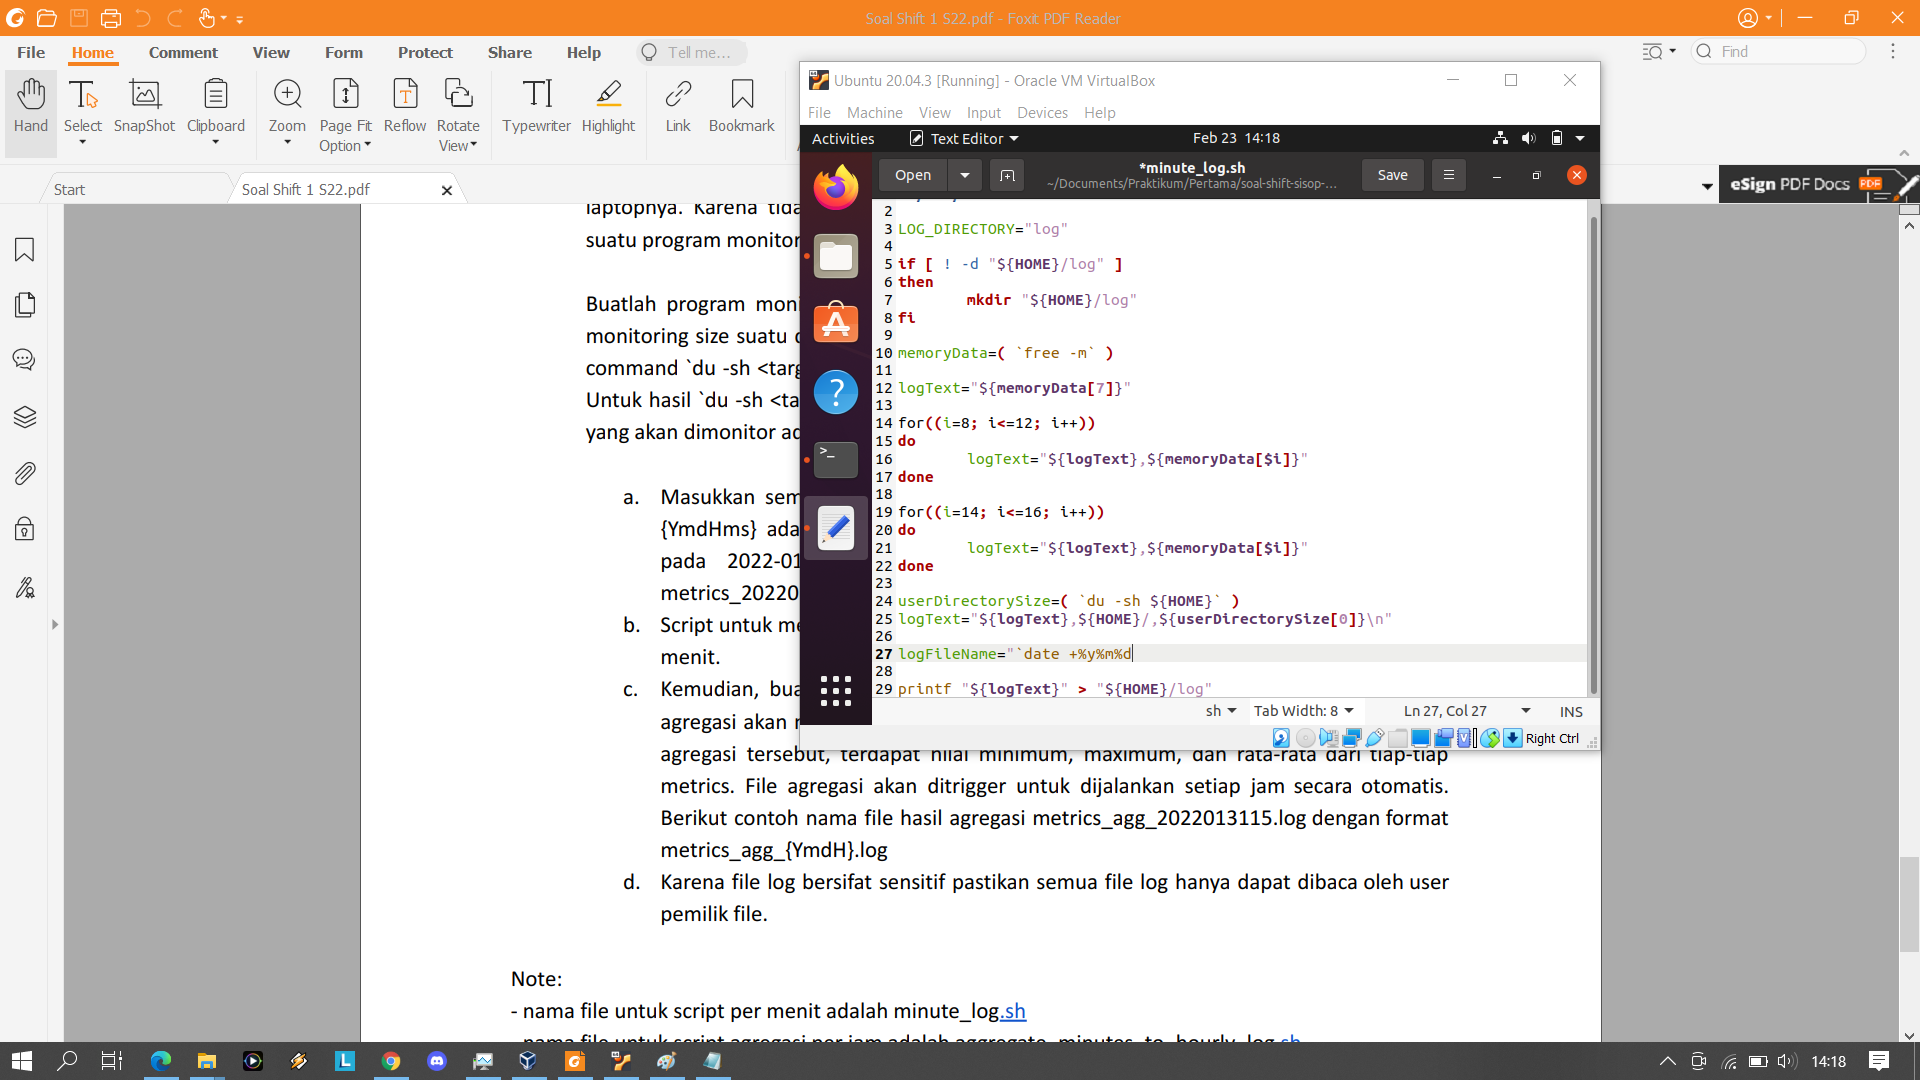 Soal Shift 1 S22.pdf - Foxit PDF Reader
File Home Comment View Form Protect Share Help Tell me... Find
Hand Select SnapShot Clipboard Zoom Page Fit Option Reflow Rotate View Typewriter Highlight Link Bookmark
Start Soal Shift 1 S22.pdf
eSign PDF Docs PDF
laptopnya. Karena tida
suatu program monitor
Buatlah program moni
monitoring size suatu
command `du -sh <targ
Untuk hasil `du -sh <ta
yang akan dimonitor ad
a. Masukkan sem
{YmdHms} ada
pada 2022-01
metrics_20220
b. Script untuk me
menit.
c. Kemudian, bua
agregasi akan
agregasi tersebut, terdapat nilai minimum, maximum, dan rata-rata dari tiap-tiap
metrics. File agregasi akan ditrigger untuk dijalankan setiap jam secara otomatis.
Berikut contoh nama file hasil agregasi metrics_agg_2022013115.log dengan format
metrics_agg_{YmdH}.log
d. Karena file log bersifat sensitif pastikan semua file log hanya dapat dibaca oleh user
pemilik file.
Note:
- nama file untuk script per menit adalah minute_log.sh
- nama file untuk script agregasi per jam adalah aggregate_minutes_to_hourly_log.sh
Ubuntu 20.04.3 [Running] - Oracle VM VirtualBox
File Machine View Input Devices Help
Activities Text Editor Feb 23 14:18
Open *minute_log.sh Save
~/Documents/Praktikum/Pertama/soal-shift-sisop-...
2
3 LOG_DIRECTORY="log"
4
5 if [ ! -d "${HOME}/log" ]
6 then
7 mkdir "${HOME}/log"
8 fi
9
10 memoryData=( `free -m` )
11
12 logText="${memoryData[7]}"
13
14 for((i=8; i<=12; i++))
15 do
16 logText="${logText},${memoryData[$i]}"
17 done
18
19 for((i=14; i<=16; i++))
20 do
21 logText="${logText},${memoryData[$i]}"
22 done
23
24 userDirectorySize=( `du -sh ${HOME}` )
25 logText="${logText},${HOME}/,${userDirectorySize[0]}\n"
26
27 logFileName="`date +%y%m%d
28
29 printf "${logText}" > "${HOME}/log"
sh Tab Width: 8 Ln 27, Col 27 INS
Right Ctrl
14:18